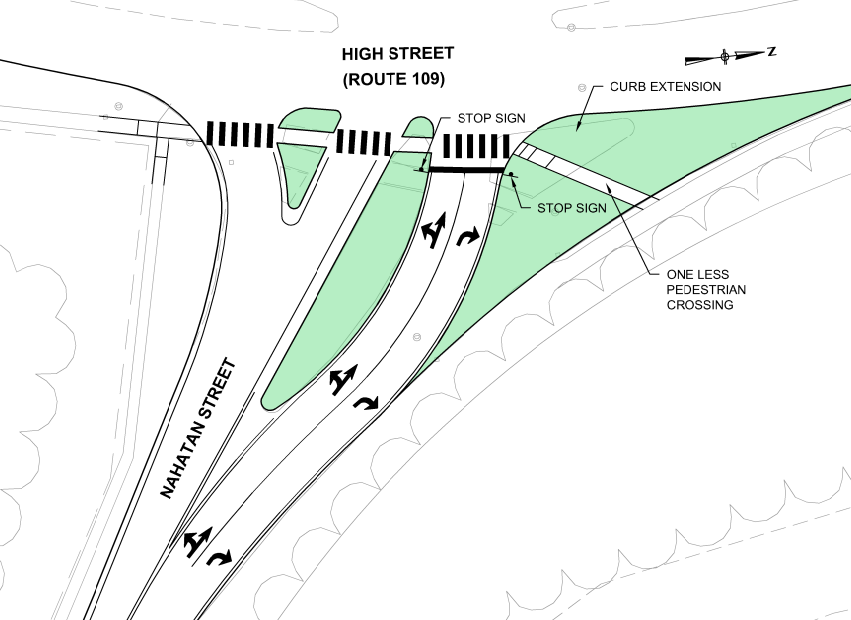 HIGH STREET
(ROUTE 109)
Z
CURB EXTENSION
STOP SIGN
STOP SIGN
ONE LESS
PEDESTRIAN
CROSSING
NAHATAN STREET